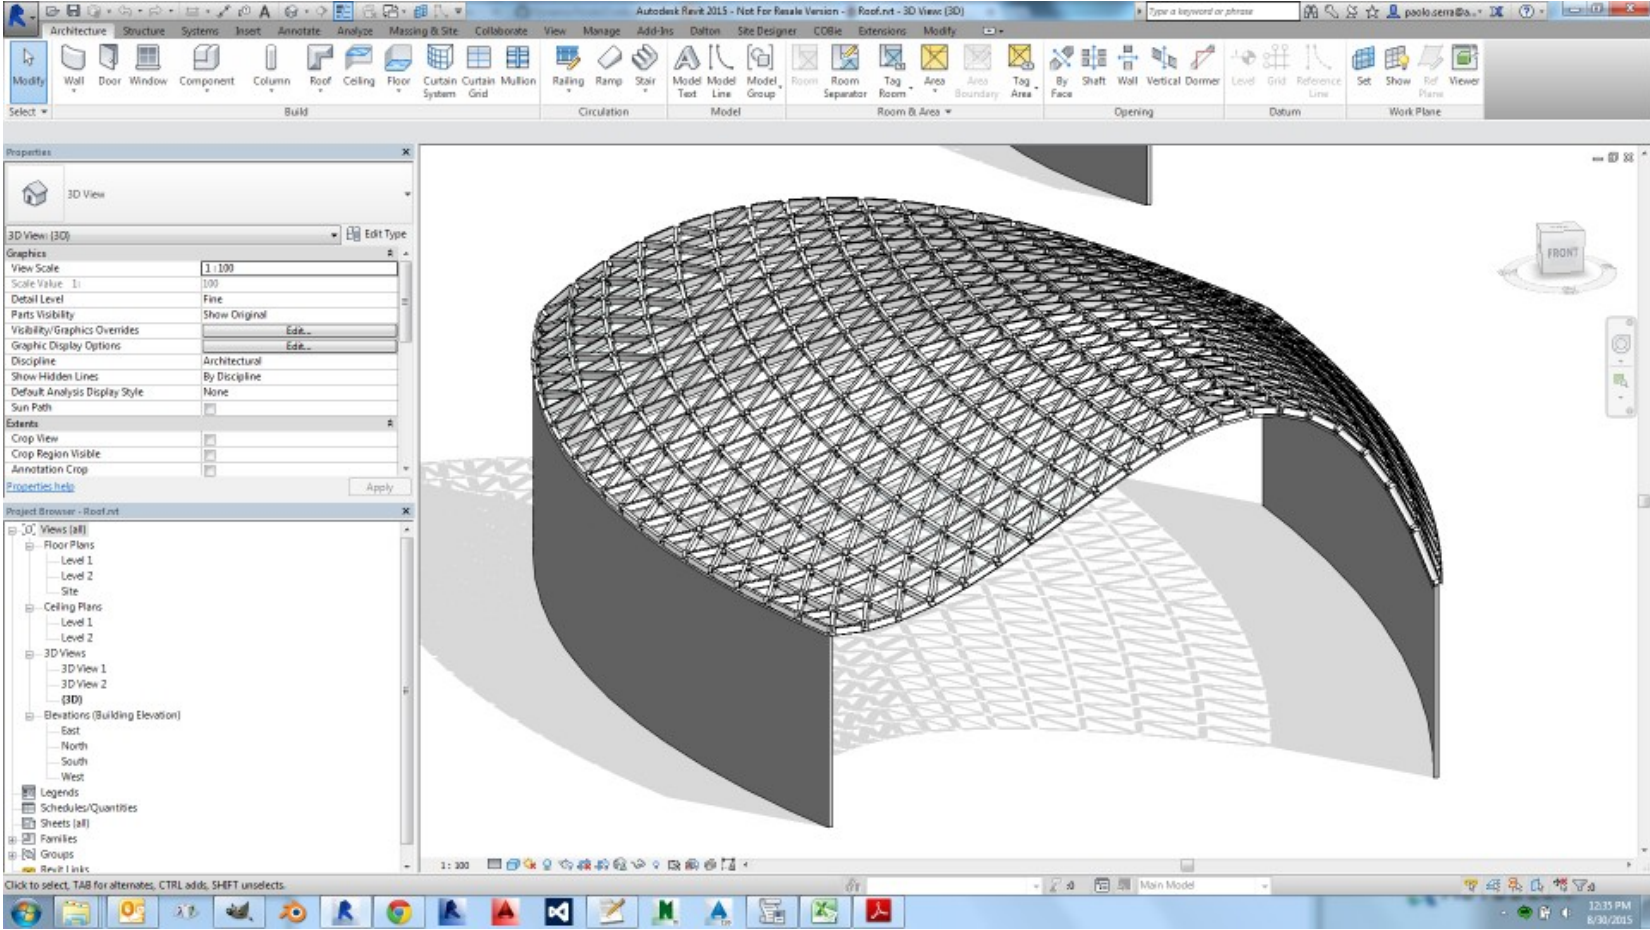 Autodesk Revit 2015 - Not For Resale Version - Roof.rvt - 3D View: {3D}
Type a keyword or phrase
paolo.serra@a...
Architecture Structure Systems Insert Annotate Analyze Massing & Site Collaborate View Manage Add-Ins Dalton Site Designer COBie Extensions Modify
Modify Wall Door Window Component Column Roof Ceiling Floor Curtain System Curtain Grid Mullion Railing Ramp Stair Model Text Model Line Model Group Room Room Separator Tag Room Area Area Boundary Tag Area By Face Shaft Wall Vertical Dormer Level Grid Reference Line Set Show Ref Plane Viewer
Select Build Circulation Model Room & Area Opening Datum Work Plane
Properties
3D View
3D View: {3D} Edit Type
Graphics
View Scale 1 : 100
Scale Value 1: 100
Detail Level Fine
Parts Visibility Show Original
Visibility/Graphics Overrides Edit...
Graphic Display Options Edit...
Discipline Architectural
Show Hidden Lines By Discipline
Default Analysis Display Style None
Sun Path
Extents
Crop View
Crop Region Visible
Annotation Crop
Properties help Apply
Project Browser - Roof.rvt
Views (all)
Floor Plans
Level 1
Level 2
Site
Ceiling Plans
Level 1
Level 2
3D Views
3D View 1
3D View 2
{3D}
Elevations (Building Elevation)
East
North
South
West
Legends
Schedules/Quantities
Sheets (all)
Families
Groups
Revit Links
FRONT
1 : 100
Click to select, TAB for alternates, CTRL adds, SHIFT unselects.
:0
Main Model
:0
12:35 PM
8/30/2015